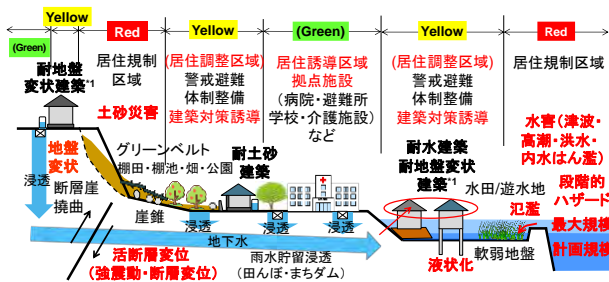 Yellow
Red
Yellow
(Green)
Yellow
Red
(Green)
居住規制
区域
(居住調整区域)
警戒避難
体制整備
建築対策誘導
居住誘導区域
拠点施設
(病院・避難所
学校・介護施設)
など
(居住調整区域)
警戒避難
体制整備
建築対策誘導
居住規制区域
耐地盤
変状建築*1
土砂災害
地盤
変状
グリーンベルト
棚田・棚池・畑・公園
耐土砂
建築
耐水建築
耐地盤変状
建築*1
水害(津波・
高潮・洪水・
内水はん濫)
水田/遊水地
段階的
ハザード
氾濫
最大規模
計画規模
浸透
断層崖
撓曲
崖錐
浸透
浸透
浸透
浸透
地下水
活断層変位
(強震動・断層変位)
雨水貯留浸透
(田んぼ・まちダム)
液状化
軟弱地盤